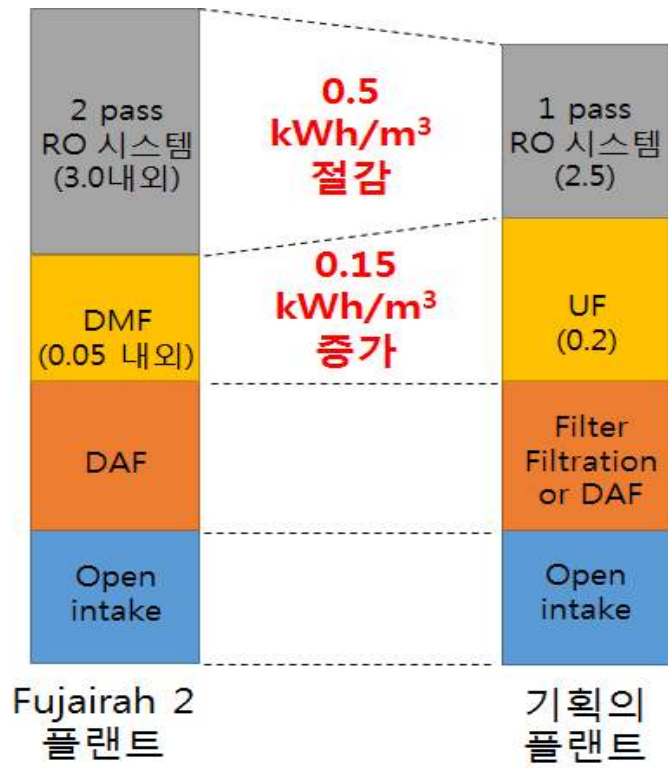 2 pass
RO 시스템
(3.0내외)
DMF
(0.05 내외)
DAF
Open
intake
Fujairah 2
플랜트
0.5
kWh/m³
절감
0.15
kWh/m³
증가
1 pass
RO 시스템
(2.5)
UF
(0.2)
Filter
Filtration
or DAF
Open
intake
기획의
플랜트